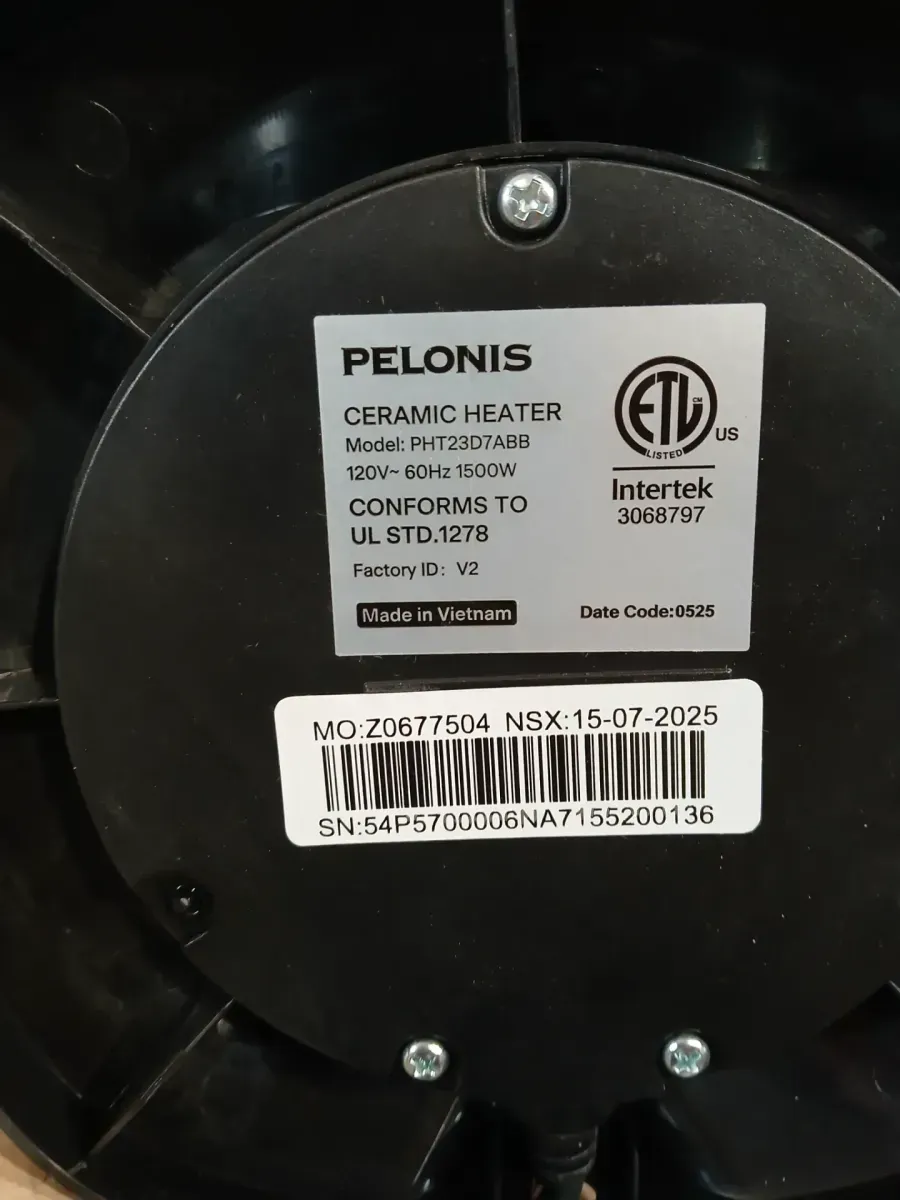 PELONIS
CERAMIC HEATER
Model: PHT23D7ABB
120V~ 60Hz 1500W
CONFORMS TO
UL STD.1278
Factory ID: V2
Made in Vietnam
ETL CM
LISTED
US
Intertek
3068797
Date Code:0525
MO:Z0677504 NSX:15-07-2025
SN:54P5700006NA7155200136